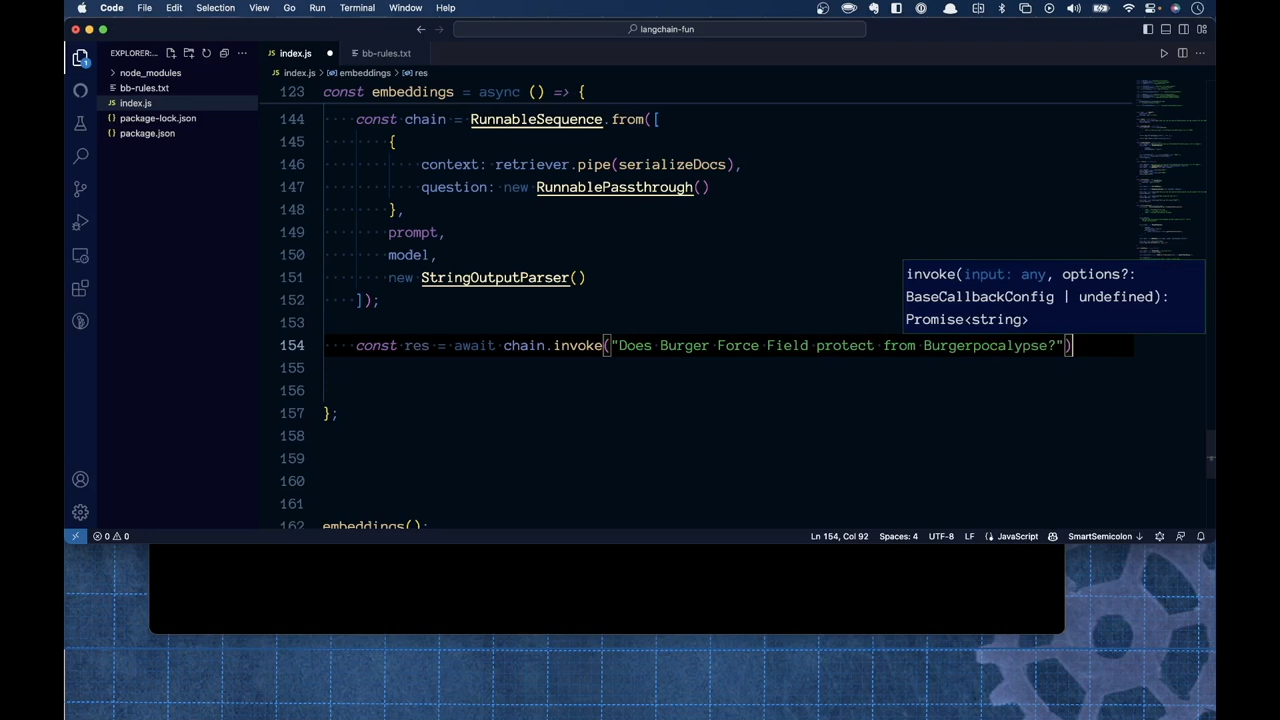 Code File Edit Selection View Go Run Terminal Window Help
langchain-fun
EXPLORER:...
index.js
bb-rules.txt
index.js > embeddings > res
node_modules
bb-rules.txt
index.js
package-lock.json
package.json
1
123 const embeddings = async () => {
144 const chain = RunnableSequence.from([
145 {
146 context: retriever.pipe(serializeDocs),
147 question: new RunnablePassthrough()
148 },
149 prompt,
150 model,
151 new StringOutputParser()
152 ]);
153
invoke(input: any, options?:
BaseCallbackConfig | undefined):
Promise<string>
154 const res = await chain.invoke("Does Burger Force Field protect from Burgerpocalypse?")
155
156
157 };
158
159
160
161
162 embeddings();
0 0 Ln 154, Col 92 Spaces: 4 UTF-8 LF JavaScript SmartSemicolon ↓